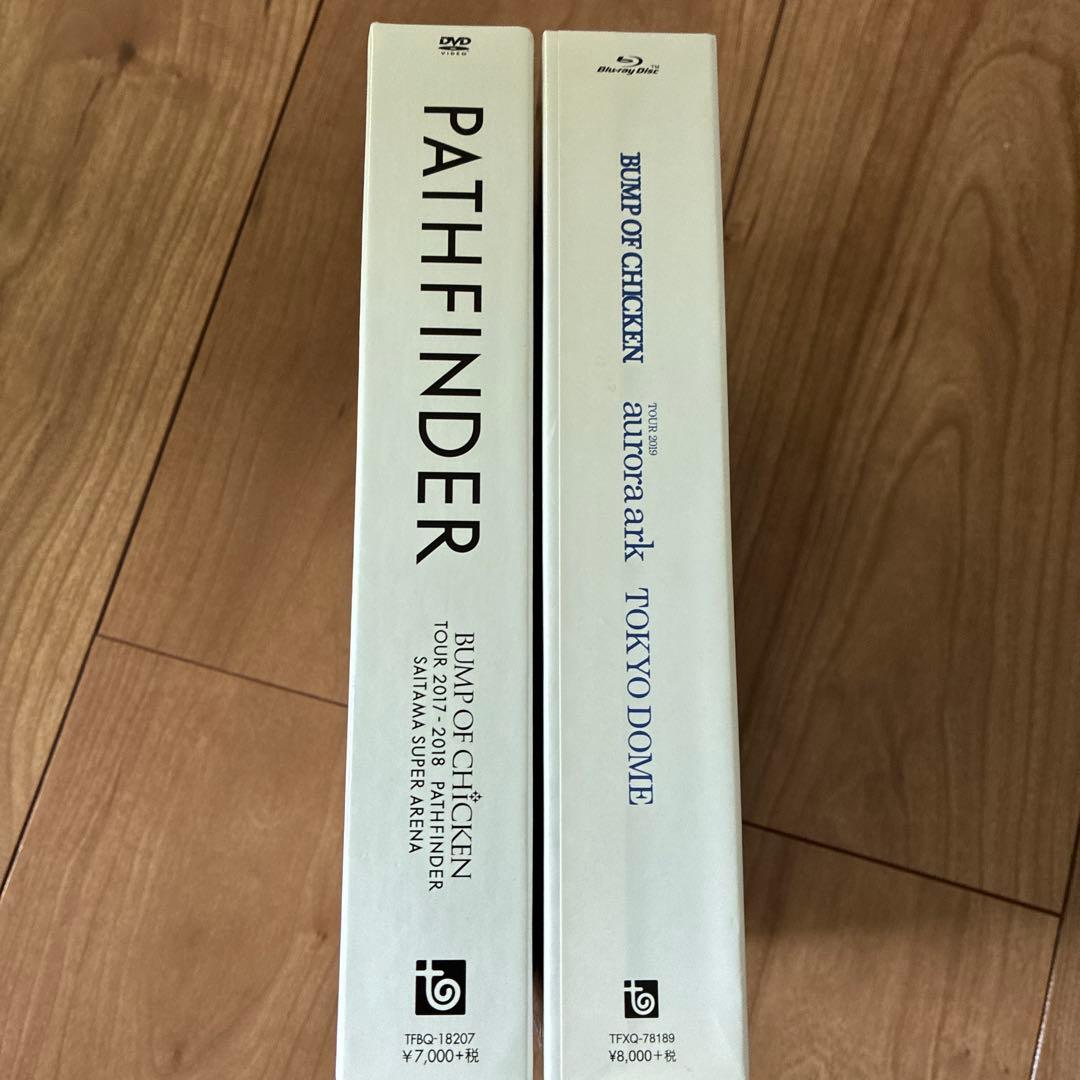 DVD
VIDEO
PATHFINDER
BUMP OF CHICKEN
TOUR 2017-2018 PATHFINDER
SAITAMA SUPER ARENA
TFBQ-18207
¥7,000+税
Blu-ray Disc™
BUMP OF CHICKEN
TOUR 2019
aurora ark
TOKYO DOME
TFXQ-78189
¥8,000+税